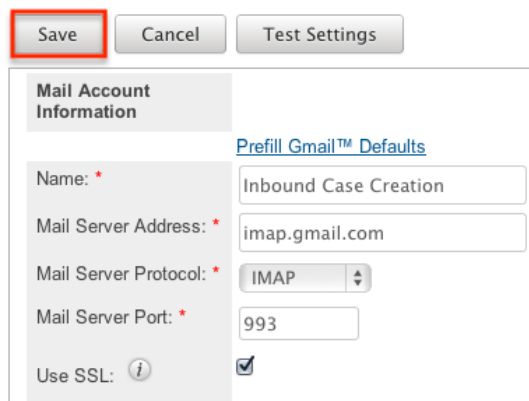 Save Cancel Test Settings
Mail Account
Information
Prefill Gmail™ Defaults
Name: * Inbound Case Creation
Mail Server Address: * imap.gmail.com
Mail Server Protocol: * IMAP
Mail Server Port: * 993
Use SSL: i